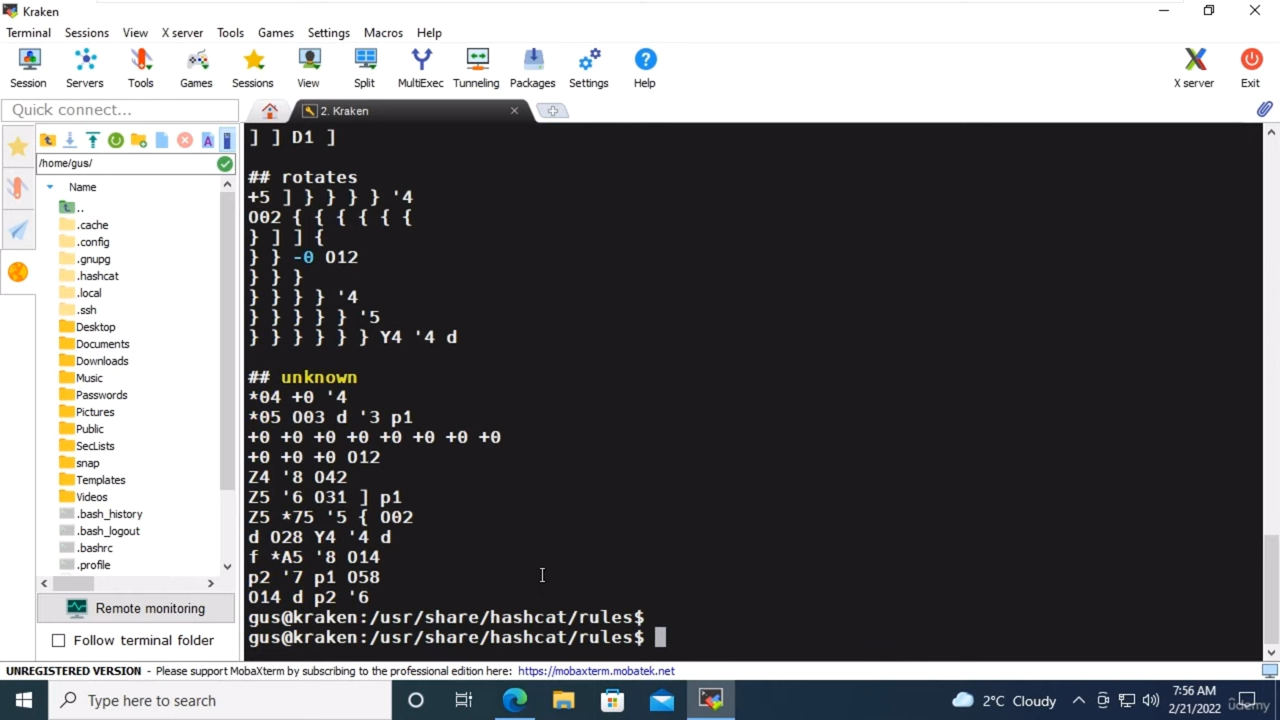 Kraken
Terminal Sessions View X server Tools Games Settings Macros Help
Session Servers Tools Games Sessions View Split MultiExec Tunneling Packages Settings Help X server Exit
Quick connect...
2. Kraken
/home/gus/
Name
..
.cache
.config
.gnupg
.hashcat
.local
.ssh
Desktop
Documents
Downloads
Music
Passwords
Pictures
Public
SecLists
snap
Templates
Videos
.bash_history
.bash_logout
.bashrc
.profile
Remote monitoring
Follow terminal folder
] ] D1 ]
## rotates
+5 ] } } } } '4
O02 { { { { { {
} ] ] {
} } -0 O12
} } }
} } } } '4
} } } } } '5
} } } } } } Y4 '4 d
## unknown
*04 +0 '4
*05 O03 d '3 p1
+0 +0 +0 +0 +0 +0 +0 +0
+0 +0 +0 O12
Z4 '8 O42
Z5 '6 O31 ] p1
Z5 *75 '5 { O02
d O28 Y4 '4 d
f *A5 '8 O14
p2 '7 p1 O58
O14 d p2 '6
gus@kraken:/usr/share/hashcat/rules$
gus@kraken:/usr/share/hashcat/rules$
UNREGISTERED VERSION - Please support MobaXterm by subscribing to the professional edition here: https://mobaxterm.mobatek.net
Type here to search
2°C Cloudy
7:56 AM
2/21/2022
udemy